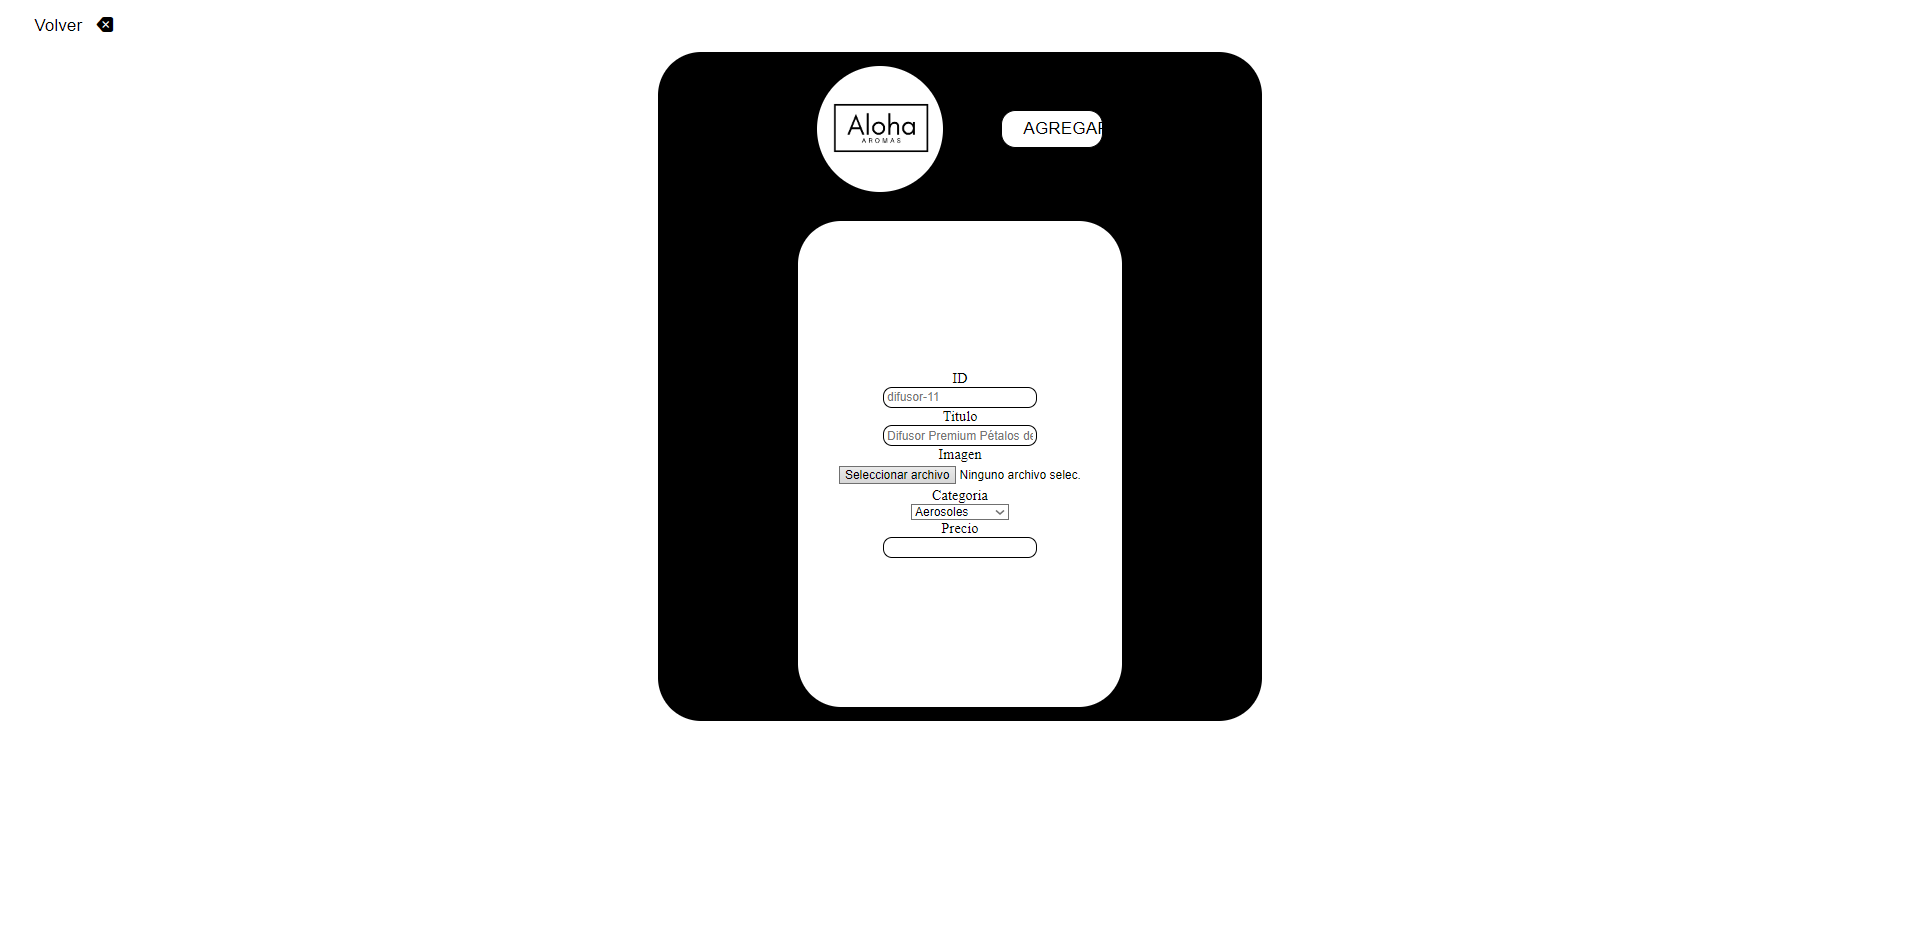 Volver
Aloha
AROMAS
AGREGAR
ID
difusor-11
Titulo
Difusor Premium Pétalos de
Imagen
Seleccionar archivo Ninguno archivo selec.
Categoria
Aerosoles
Precio